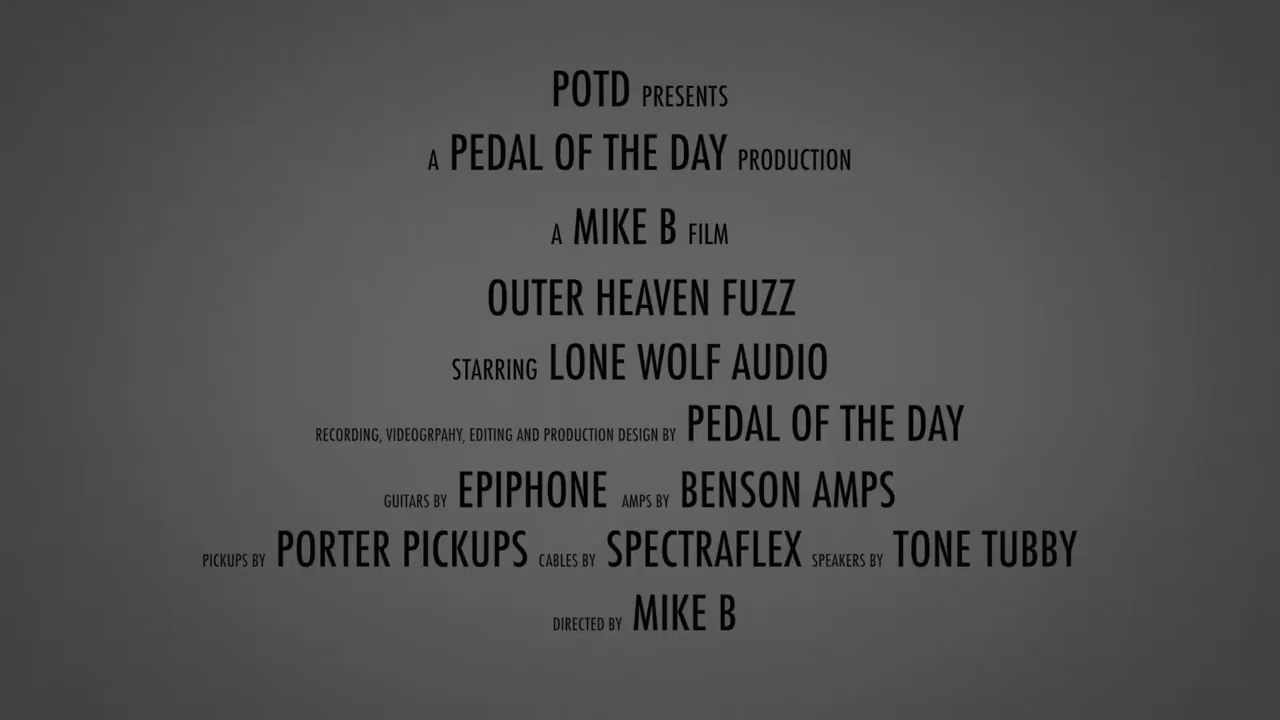 POTD PRESENTS
A PEDAL OF THE DAY PRODUCTION
A MIKE B FILM
OUTER HEAVEN FUZZ
STARRING LONE WOLF AUDIO
RECORDING, VIDEOGRPAHY, EDITING AND PRODUCTION DESIGN BY PEDAL OF THE DAY
GUITARS BY EPIPHONE AMPS BY BENSON AMPS
PICKUPS BY PORTER PICKUPS CABLES BY SPECTRAFLEX SPEAKERS BY TONE TUBBY
DIRECTED BY MIKE B